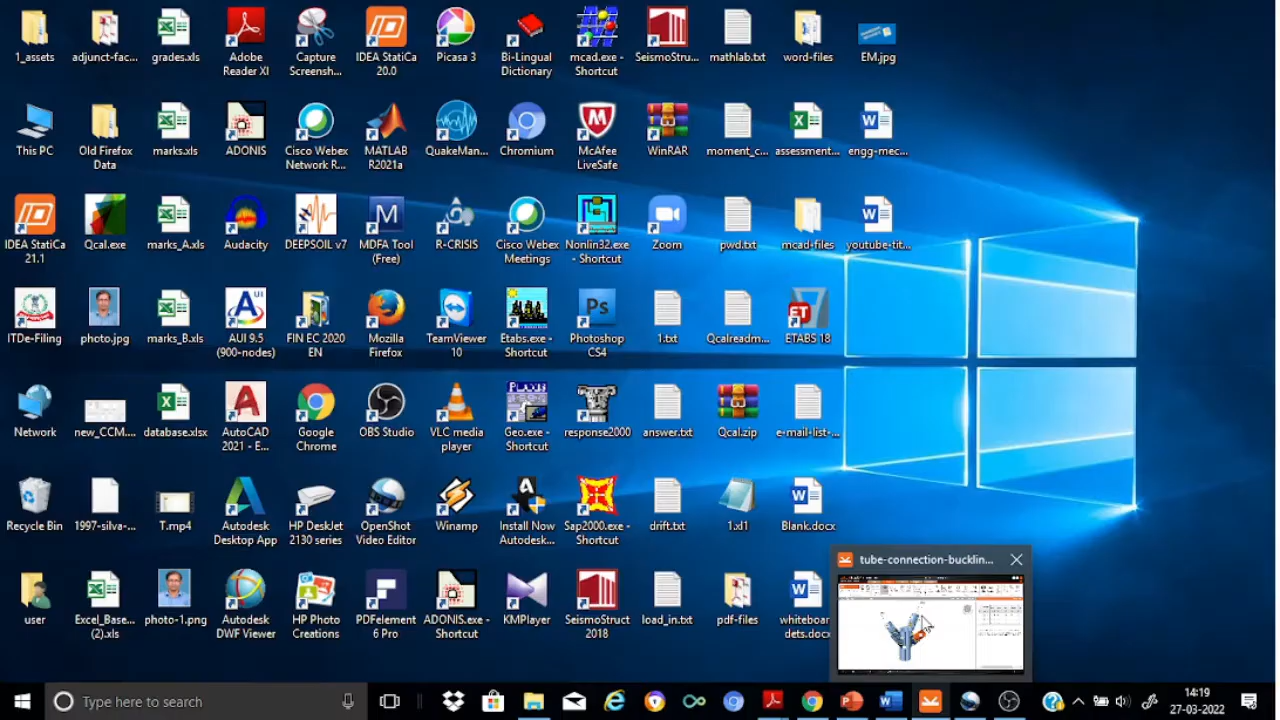 1_assets
adjunct-fac...
grades.xls
Adobe
Reader XI
Capture
Screensh...
IDEA StatiCa
20.0
Picasa 3
Bi-Lingual
Dictionary
mcad.exe -
Shortcut
SeismoStru...
mathlab.txt
word-files
EM.jpg
This PC
Old Firefox
Data
marks.xls
ADONIS
Cisco Webex
Network R...
MATLAB
R2021a
QuakeMan...
Chromium
McAfee
LiveSafe
WinRAR
moment_c...
assessment...
engg-mec...
IDEA StatiCa
21.1
Qcal.exe
marks_A.xls
Audacity
DEEPSOIL v7
MDFA Tool
(Free)
R-CRISIS
Cisco Webex
Meetings
Nonlin32.exe
- Shortcut
Zoom
pwd.txt
mcad-files
youtube-tit...
ITDe-Filing
photo.jpg
marks_B.xls
AUI 9.5
(900-nodes)
FIN EC 2020
EN
Mozilla
Firefox
TeamViewer
10
Etabs.exe -
Shortcut
Photoshop
CS4
1.txt
Qcalreadm...
ETABS 18
Network
new_CCM....
database.xlsx
AutoCAD
2021 - E...
Google
Chrome
OBS Studio
VLC media
player
Geo.exe -
Shortcut
response2000
answer.txt
Qcal.zip
e-mail-list-...
Recycle Bin
1997-silva-...
T.mp4
Autodesk
Desktop App
HP DeskJet
2130 series
OpenShot
Video Editor
Winamp
Install Now
Autodesk...
Sap2000.exe -
Shortcut
drift.txt
1.xd1
Blank.docx
tube-connection-bucklin...
Excel_Bas...
(2).xls
photo-1.png
Autodesk
DWF Viewer
HP Photo
Creations
PDFelement
6 Pro
ADONIS.exe -
Shortcut
KMPlayer
SeismoStruct
2018
load_in.txt
pdf files
whiteboard-
dets.docx
Type here to search
19:19
27-03-2022